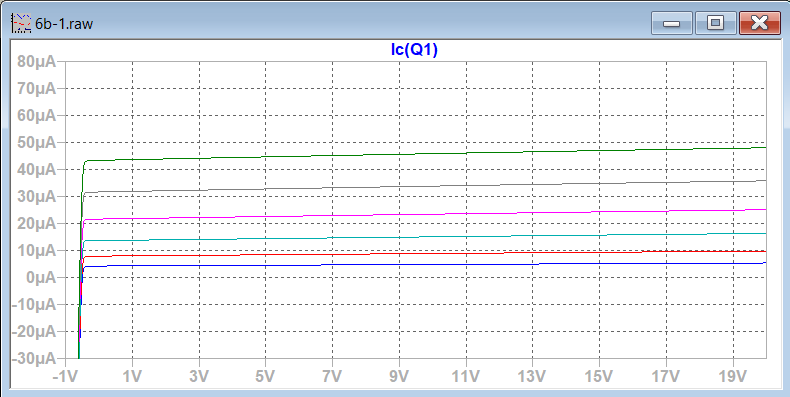 6b-1.raw
Ic(Q1)
80µA
70µA
60µA
50µA
40µA
30µA
20µA
10µA
0µA
-10µA
-20µA
-30µA
-1V 1V 3V 5V 7V 9V 11V 13V 15V 17V 19V